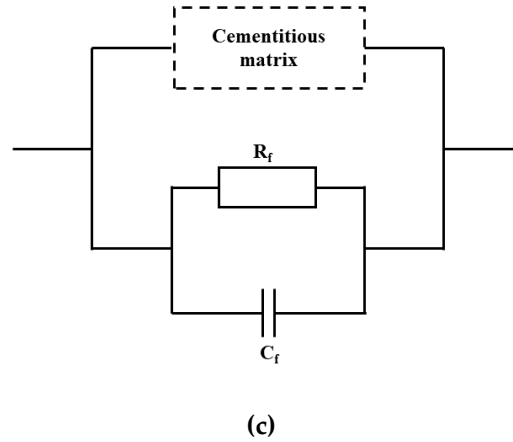 Cementitious
matrix
R_f
C_f
(c)